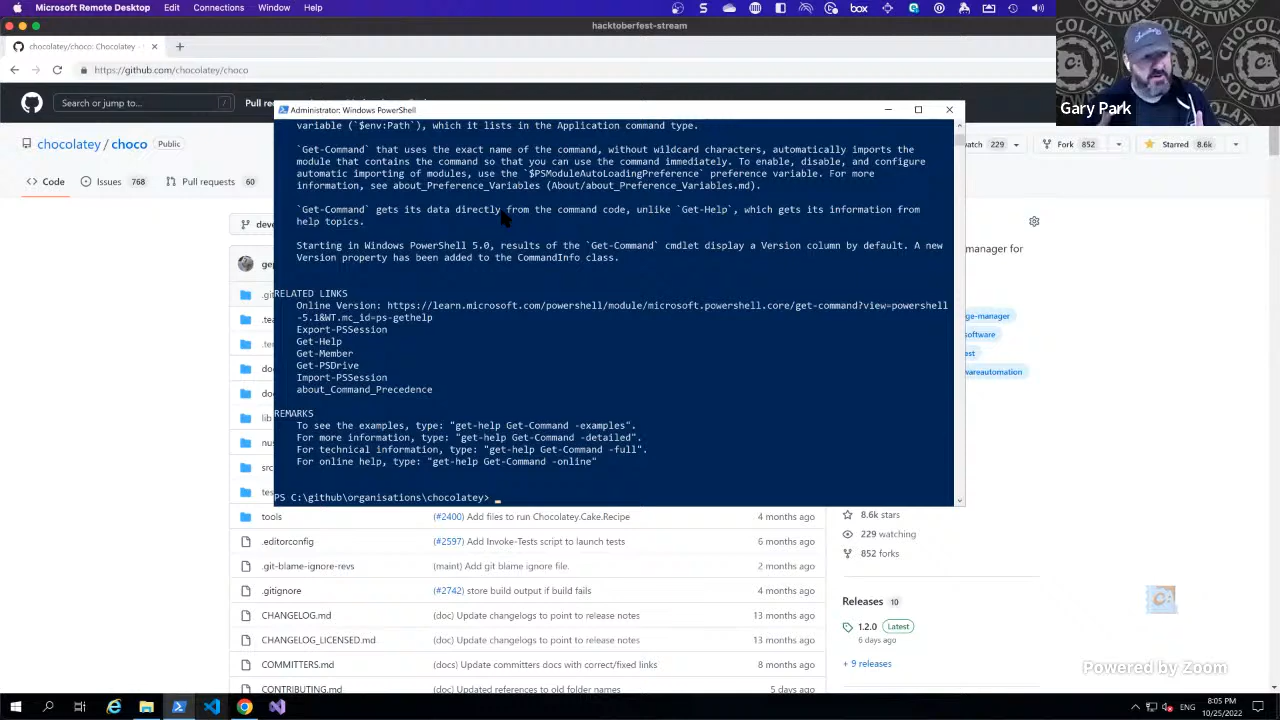 Microsoft Remote Desktop Edit Connections Window Help
box
hacktoberfest-stream
chocolatey/choco: Chocolatey -
https://github.com/chocolatey/choco
Search or jump to...
/
Pull
Gary Park
chocolatey / choco Public
watch 229
Fork 852
Starred 8.6k
Code
Issues 768
Pull requests 60
Administrator: Windows PowerShell
variable (`$env:Path`), which it lists in the Application command type.
`Get-Command` that uses the exact name of the command, without wildcard characters, automatically imports the
module that contains the command so that you can use the command immediately. To enable, disable, and configure
automatic importing of modules, use the `$PSModuleAutoLoadingPreference` preference variable. For more
information, see about_Preference_Variables (About/about_Preference_Variables.md).
`Get-Command` gets its data directly from the command code, unlike `Get-Help`, which gets its information from
help topics.
Starting in Windows PowerShell 5.0, results of the `Get-Command` cmdlet display a Version column by default. A new
Version property has been added to the CommandInfo class.
RELATED LINKS
Online Version: https://learn.microsoft.com/powershell/module/microsoft.powershell.core/get-command?view=powershell
-5.1&WT.mc_id=ps-gethelp
Export-PSSession
Get-Help
Get-Member
Get-PSDrive
Import-PSSession
about_Command_Precedence
REMARKS
To see the examples, type: "get-help Get-Command -examples".
For more information, type: "get-help Get-Command -detailed".
For technical information, type: "get-help Get-Command -full".
For online help, type: "get-help Get-Command -online"
PS C:\github\organisations\chocolatey>
deve
gep
.gi
.tea
.te
do
do
lib
nus
src
tes
manager for
ge-manager
software
est
wareautomation
tools (#2400) Add files to run Chocolatey.Cake.Recipe 4 months ago
.editorconfig (#2597) Add Invoke-Tests script to launch tests 6 months ago
.git-blame-ignore-revs (maint) Add git blame ignore file. 2 months ago
.gitignore (#2742) store build output if build fails 4 months ago
CHANGELOG.md (doc) Update changelogs to point to release notes 13 months ago
CHANGELOG_LICENSED.md (doc) Update changelogs to point to release notes 13 months ago
COMMITTERS.md (docs) Update committers docs with correct/fixed links 8 months ago
CONTRIBUTING.md (doc) Updated references to old folder names 5 days ago
8.6k stars
229 watching
852 forks
Releases 10
1.2.0 Latest
6 days ago
+ 9 releases
Powered by Zoom
ENG
8:05 PM
10/25/2022